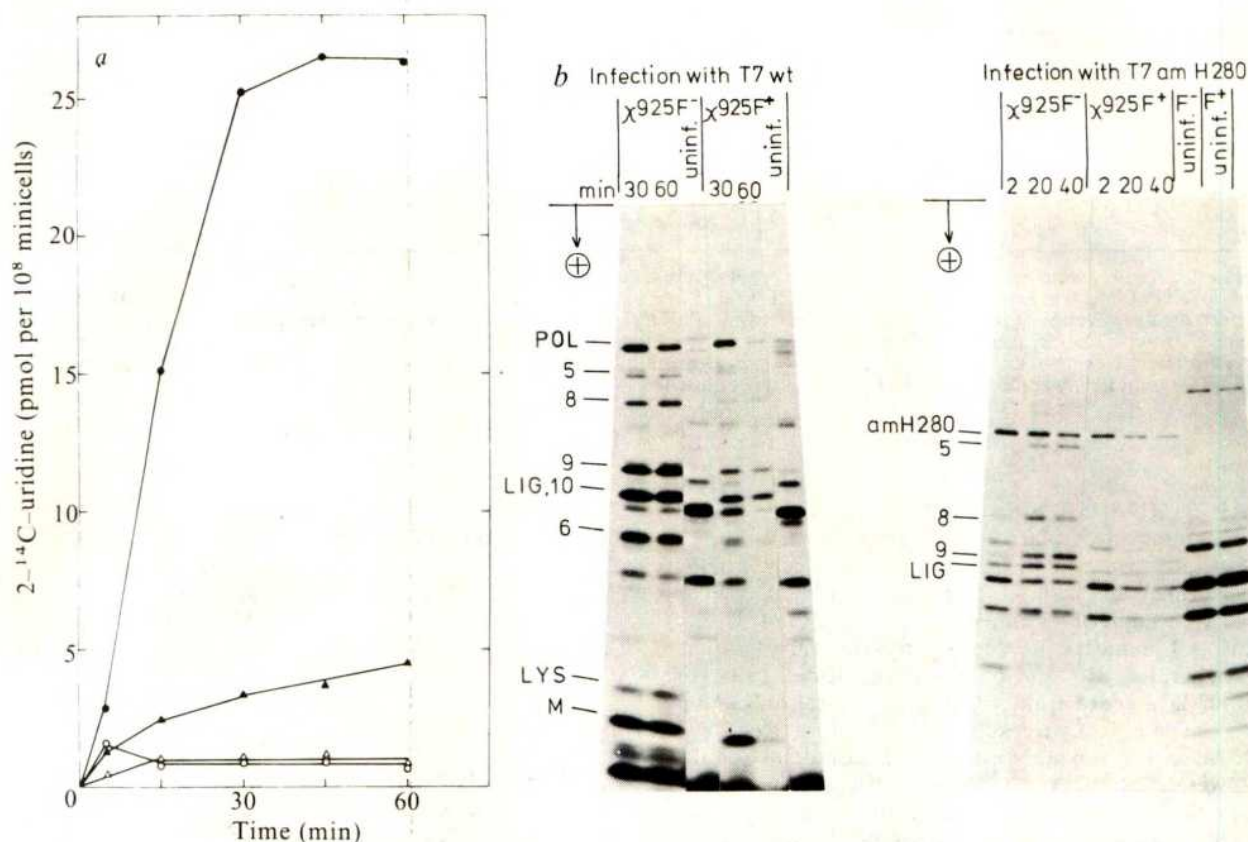 a
2–¹⁴C–uridine (pmol per 10⁸ minicells)
25
20
15
10
5
0
30
60
Time (min)
b
Infection with T7 wt
χ925F⁻
uninf.
χ925F⁺
uninf.
min 30 60
30 60
⊕
POL
5
8
9
LIG,10
6
LYS
M
Infection with T7 am H280
χ925F⁻
χ925F⁺
F⁻ uninf.
F⁺ uninf.
2 20 40
2 20 40
⊕
amH280
5
8
9
LIG